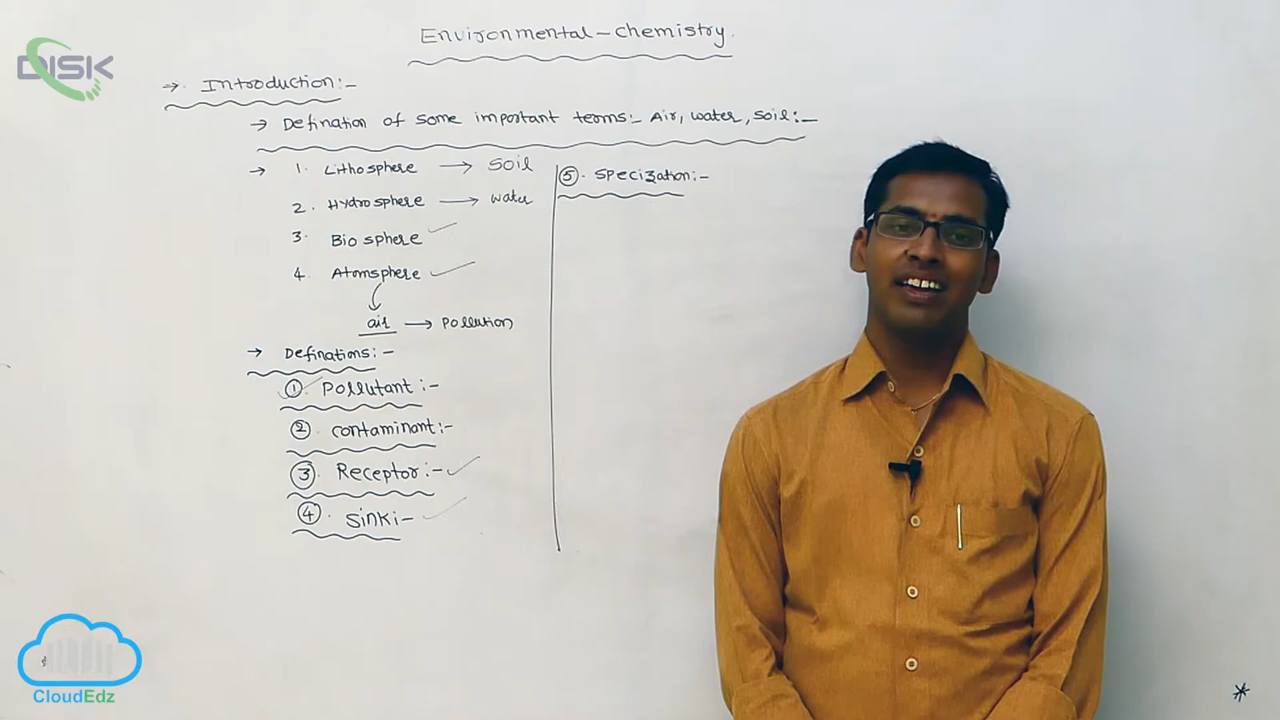 Environmental-chemistry.
DISK
→ Introduction:-
→ Defination of some important terms:- Air, water, soil:-
→ 1. Lithosphere → soil
2. Hydrosphere → water
3. Bio sphere
4. Atomsphere
air → pollution
→ Definations:-
① Pollutant:-
② contaminant:-
③ Receptor:-
④ Sink:-
⑤ Specization:-
CloudEdz